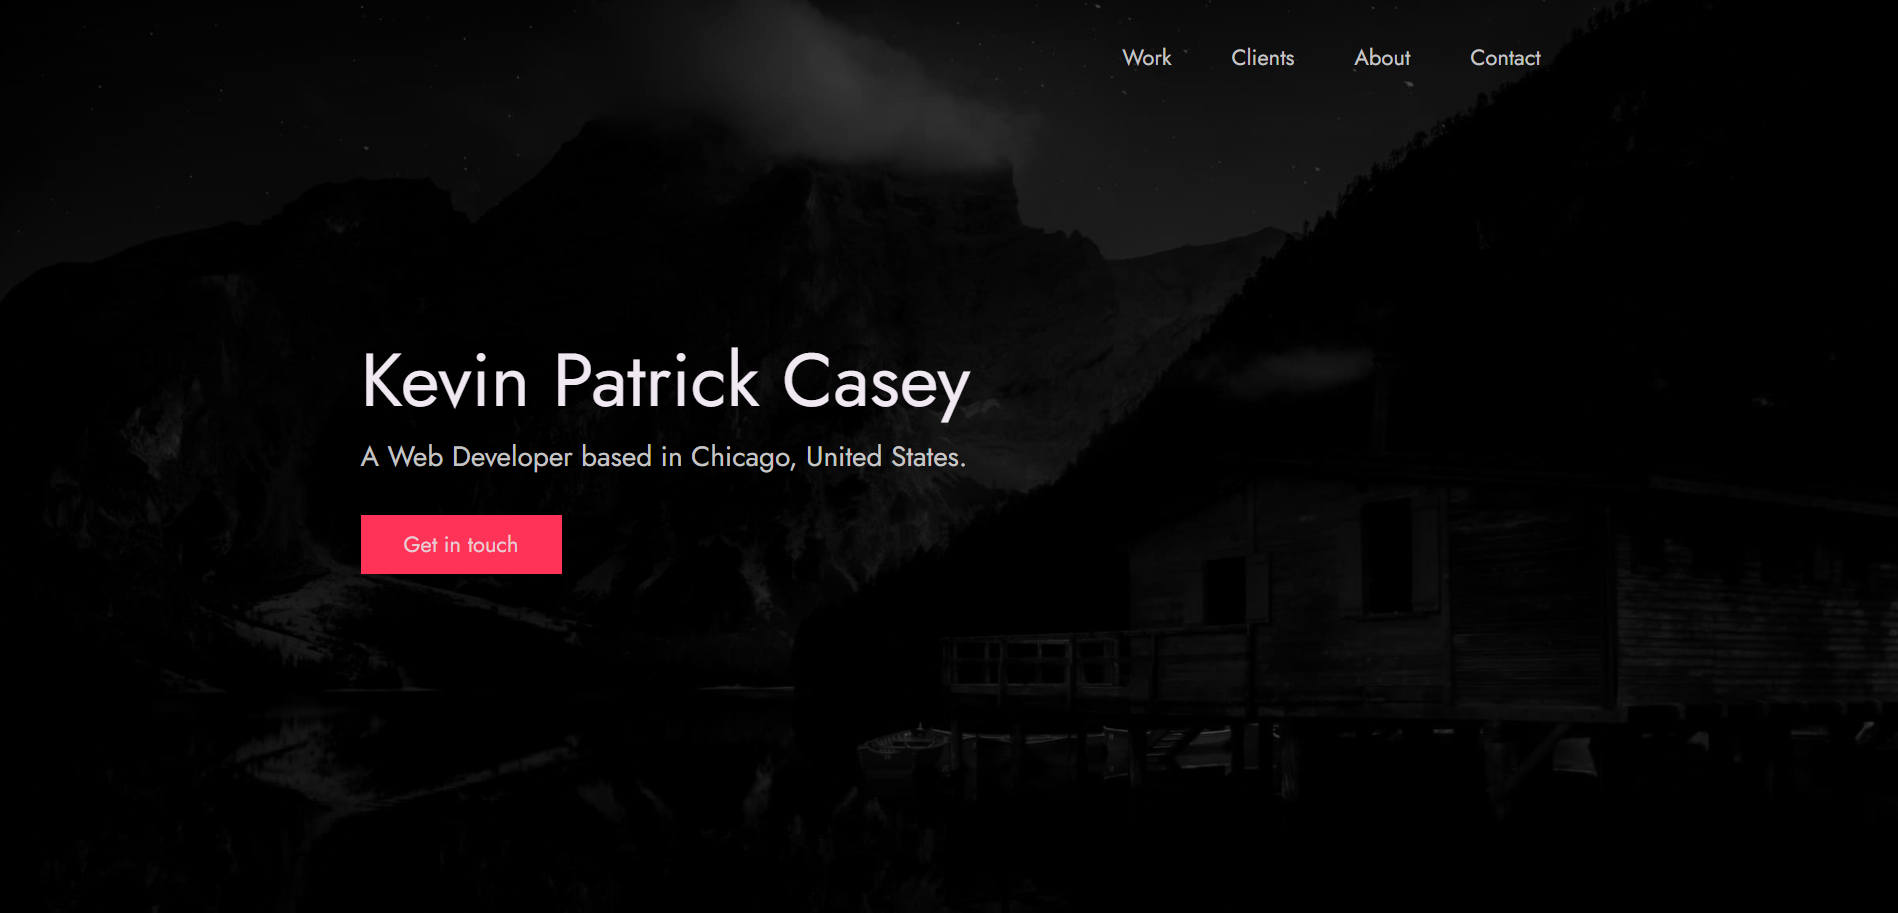 Work
Clients
About
Contact
Kevin Patrick Casey
A Web Developer based in Chicago, United States.
Get in touch